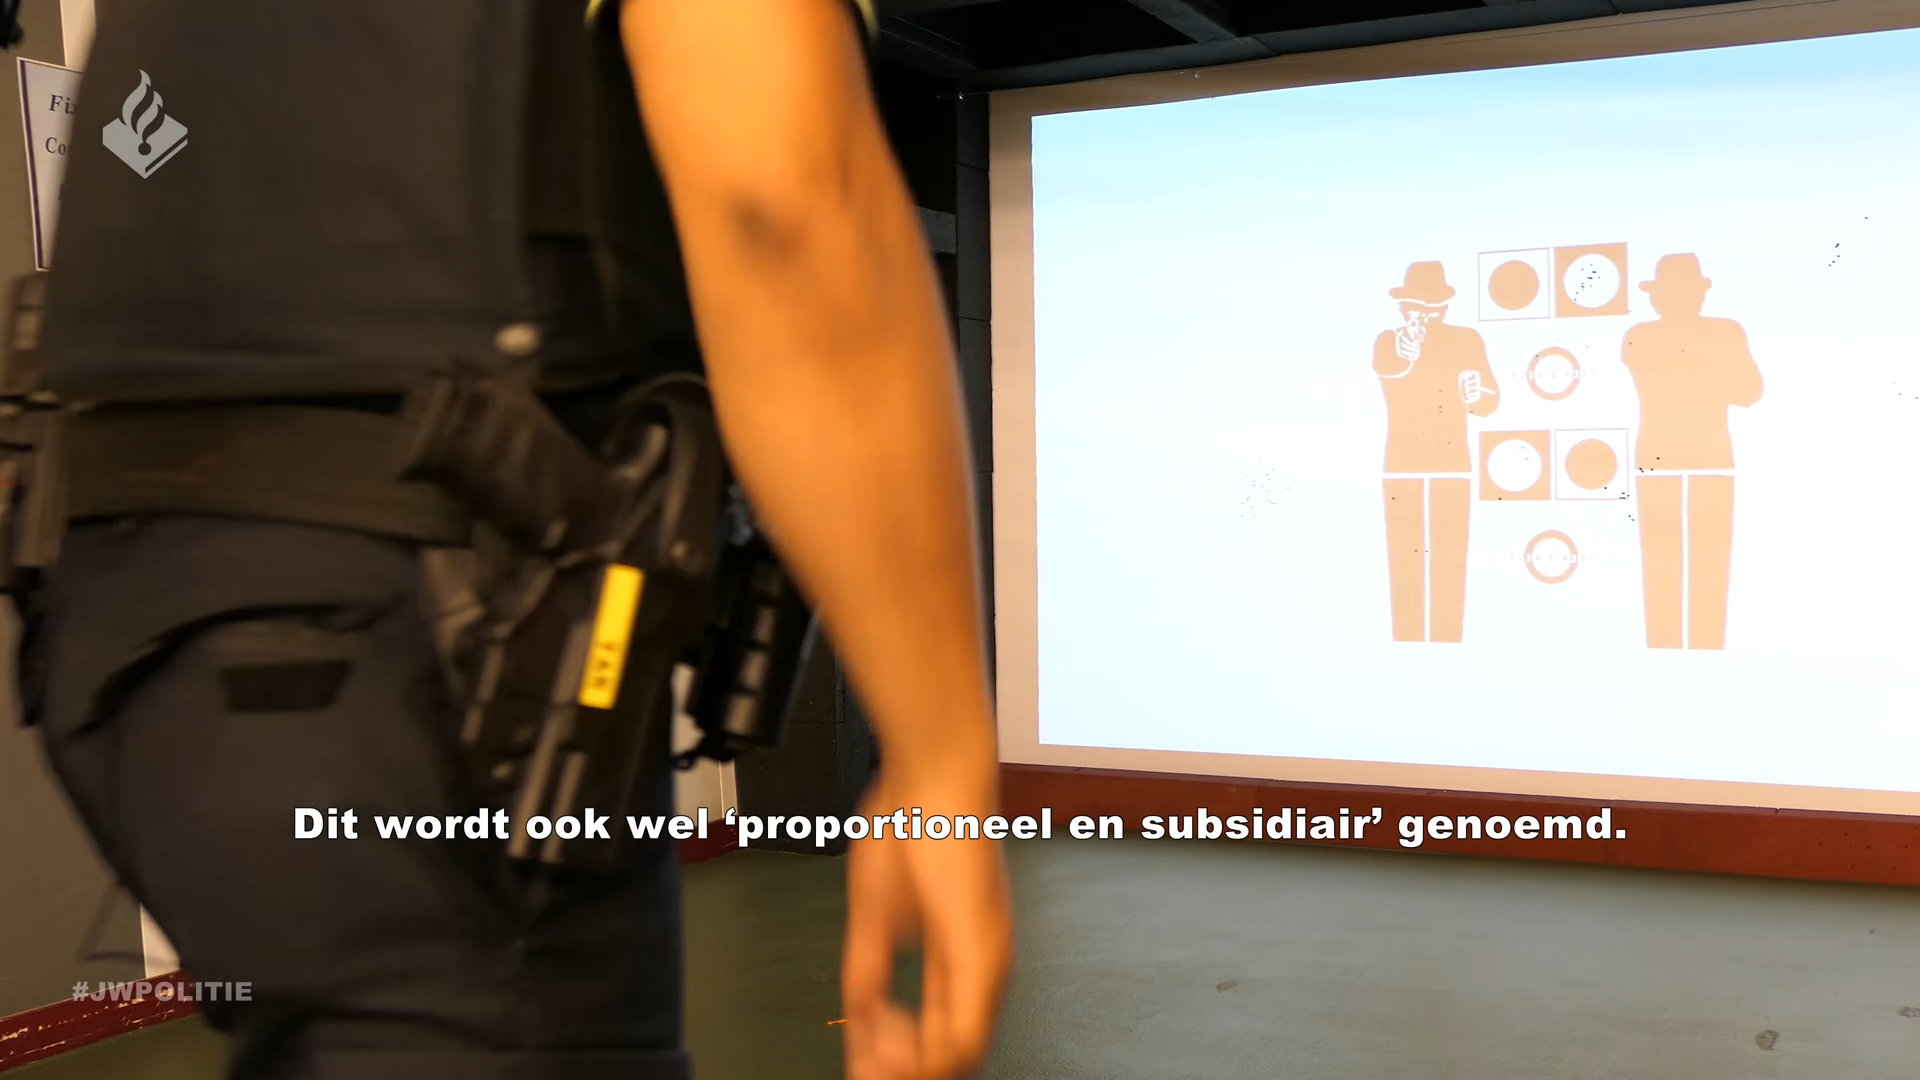 Dit wordt ook wel ‘proportioneel en subsidiair’ genoemd.
#JWPOLITIE